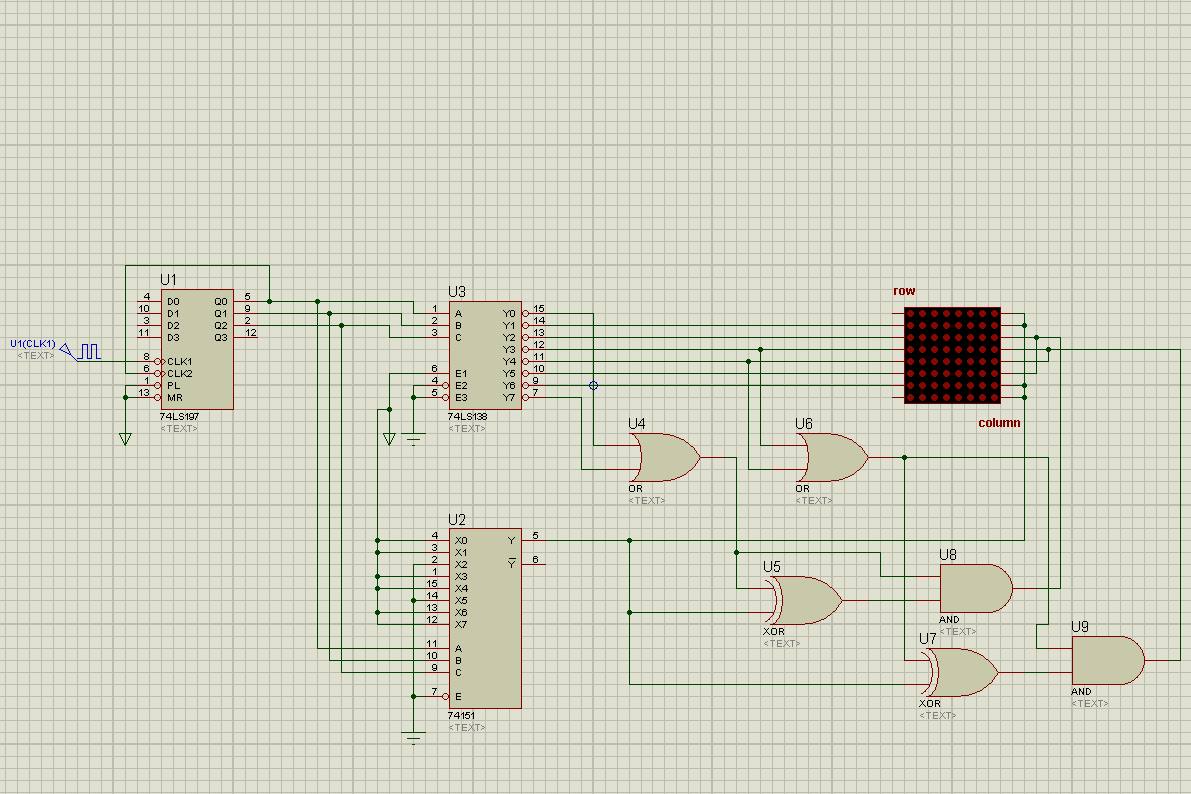 row
U1
4 D0 Q0 5
10 D1 Q1 9
3 D2 Q2 2
11 D3 Q3 12
U1(CLK1)
<TEXT>
8 CLK1
6 CLK2
1 PL
13 MR
74LS197
<TEXT>
U3
1 A Y0 15
2 B Y1 14
3 C Y2 13
Y3 12
Y4 11
6 E1 Y5 10
4 E2 Y6 9
5 E3 Y7 7
74LS138
<TEXT>
column
U4
OR
<TEXT>
U6
OR
<TEXT>
U2
4 X0 Y 5
3 X1
2 X2 Y 6
1 X3
15 X4
14 X5
13 X6
12 X7
11 A
10 B
9 C
7 E
74151
<TEXT>
U5
XOR
<TEXT>
U8
AND
<TEXT>
U7
XOR
<TEXT>
U9
AND
<TEXT>